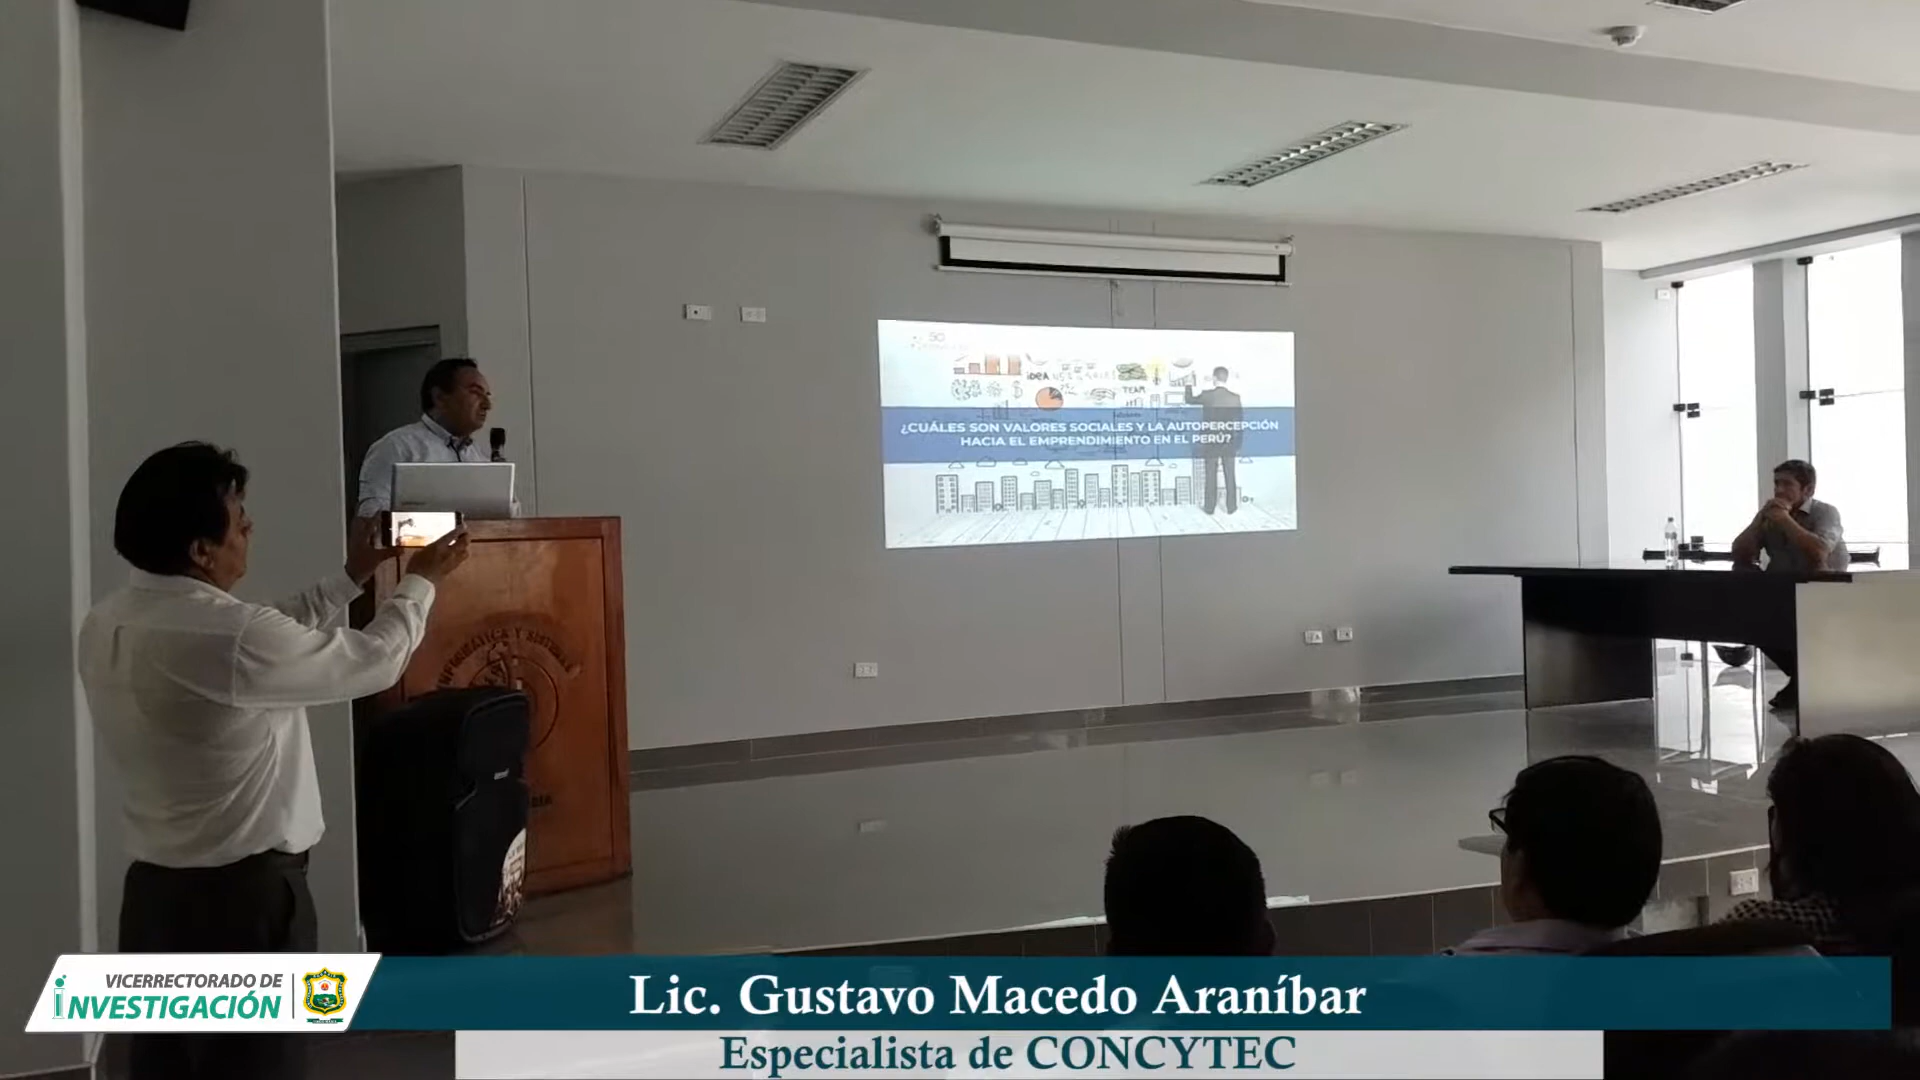 IDEA
TEAM
¿CUÁLES SON VALORES SOCIALES Y LA AUTOPERCEPCIÓN
HACIA EL EMPRENDIMIENTO EN EL PERÚ?
VICERRECTORADO DE
iNVESTIGACIÓN
Lic. Gustavo Macedo Araníbar
Especialista de CONCYTEC